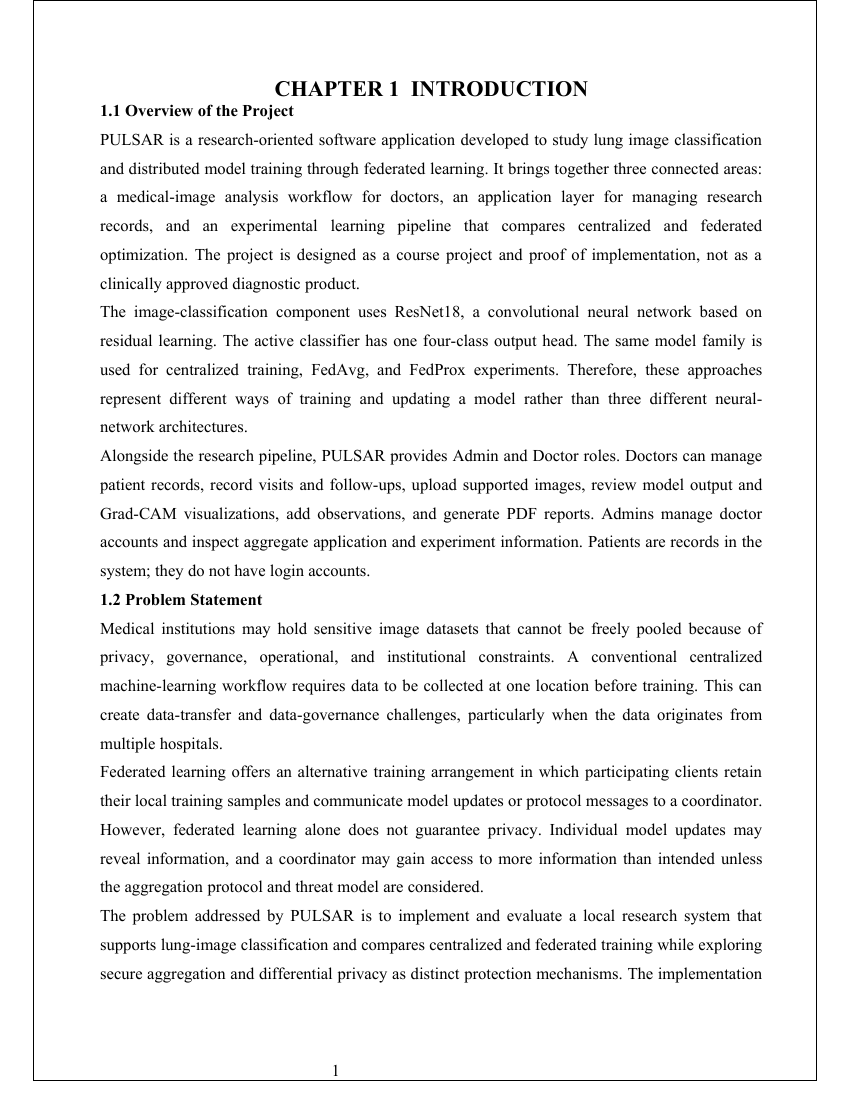 CHAPTER 1  INTRODUCTION
1.1 Overview of the Project
PULSAR is a research-oriented software application developed to study lung image classification
and distributed model training through federated learning. It brings together three connected areas:
a medical-image analysis workflow for doctors, an application layer for managing research
records, and an experimental learning pipeline that compares centralized and federated
optimization. The project is designed as a course project and proof of implementation, not as a
clinically approved diagnostic product.
The image-classification component uses ResNet18, a convolutional neural network based on
residual learning. The active classifier has one four-class output head. The same model family is
used for centralized training, FedAvg, and FedProx experiments. Therefore, these approaches
represent different ways of training and updating a model rather than three different neural-
network architectures.
Alongside the research pipeline, PULSAR provides Admin and Doctor roles. Doctors can manage
patient records, record visits and follow-ups, upload supported images, review model output and
Grad-CAM visualizations, add observations, and generate PDF reports. Admins manage doctor
accounts and inspect aggregate application and experiment information. Patients are records in the
system; they do not have login accounts.
1.2 Problem Statement
Medical institutions may hold sensitive image datasets that cannot be freely pooled because of
privacy, governance, operational, and institutional constraints. A conventional centralized
machine-learning workflow requires data to be collected at one location before training. This can
create data-transfer and data-governance challenges, particularly when the data originates from
multiple hospitals.
Federated learning offers an alternative training arrangement in which participating clients retain
their local training samples and communicate model updates or protocol messages to a coordinator.
However, federated learning alone does not guarantee privacy. Individual model updates may
reveal information, and a coordinator may gain access to more information than intended unless
the aggregation protocol and threat model are considered.
The problem addressed by PULSAR is to implement and evaluate a local research system that
supports lung-image classification and compares centralized and federated training while exploring
secure aggregation and differential privacy as distinct protection mechanisms. The implementation
1